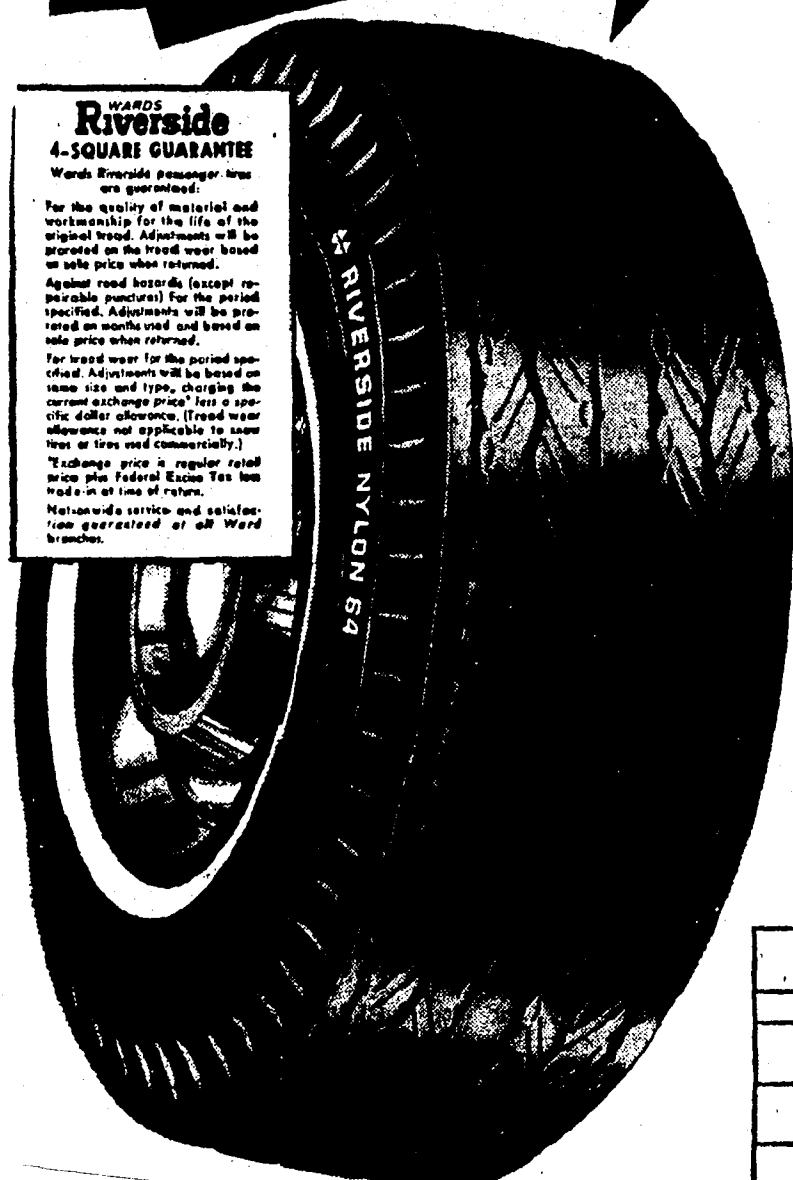 WARDS
Riverside
4-SQUARE GUARANTEE
Wards Riverside passenger tires
are guaranteed:
For the quality of material and
workmanship for the life of the
original tread. Adjustments will be
prorated on the tread wear based
on sale price when returned.
Against road hazards (except re-
pairable punctures) for the period
specified. Adjustments will be pro-
rated on months used and based on
sale price when returned.
For tread wear for the period spe-
cified. Adjustments will be based on
same size and type, charging the
current exchange price* less a spe-
cific dollar allowance. (Tread wear
allowance not applicable to snow
tires or tires used commercially.)
*Exchange price is regular retail
price plus Federal Excise Tax less
trade-in at time of return.
Nationwide service and satisfac-
tion guaranteed at all Ward
branches.
RIVERSIDE NYLON 64